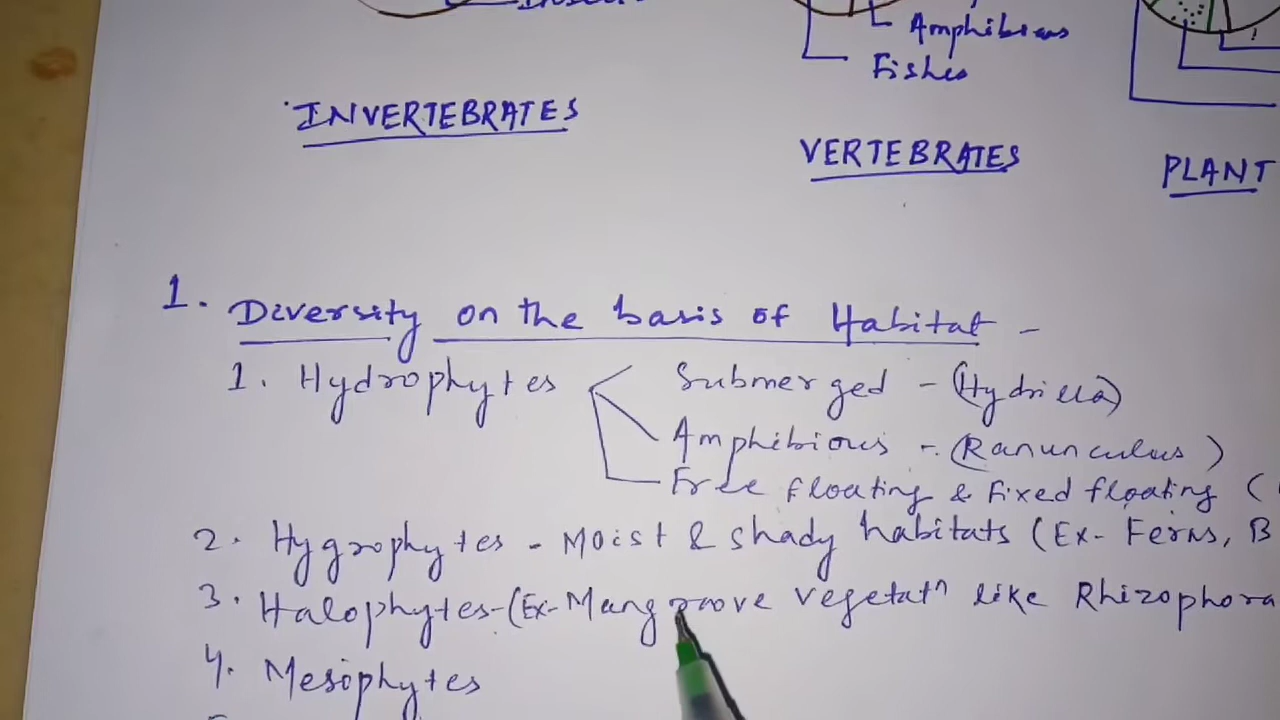 Amphibians
Fishes
INVERTEBRATES
VERTEBRATES
PLANT
1. Diversity on the basis of Habitat -
1. Hydrophytes
Submerged - (Hydrilla)
Amphibious - (Ranunculus)
Free floating & Fixed floating (
2. Hygrophytes - Moist & shady habitats (Ex- Ferns, B
3. Halophytes - (Ex- Mangroove vegetatn like Rhizophora
4. Mesophytes